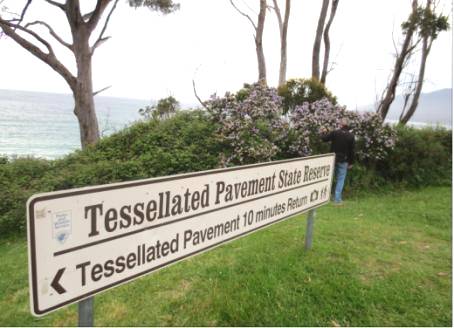 Tessellated Pavement State Reserve
< Tessellated Pavement 10 minutes Return